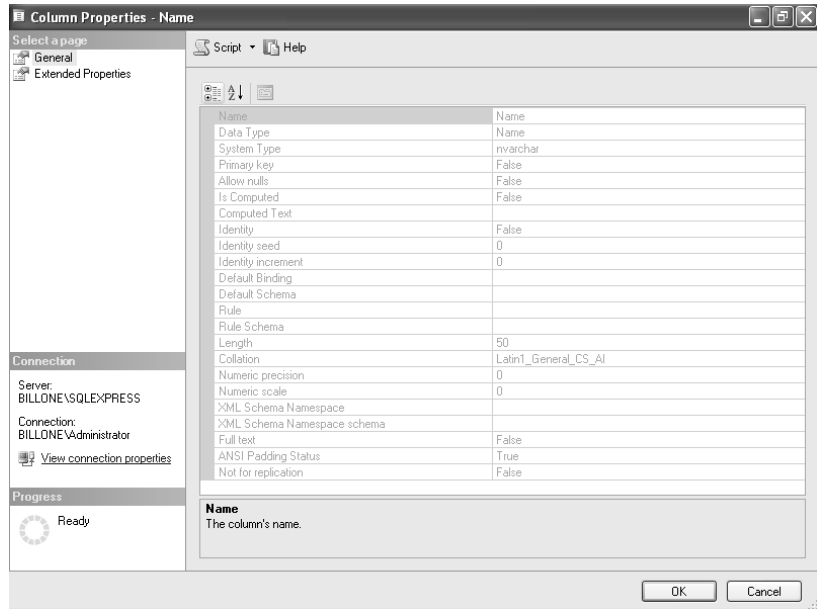 Column Properties - Name
Select a page
General
Extended Properties
Script Help
Name Name
Data Type Name
System Type nvarchar
Primary key False
Allow nulls False
Is Computed False
Computed Text
Identity False
Identity seed 0
Identity increment 0
Default Binding
Default Schema
Rule
Rule Schema
Length 50
Collation Latin1_General_CS_AI
Numeric precision 0
Numeric scale 0
XML Schema Namespace
XML Schema Namespace schema
Full text False
ANSI Padding Status True
Not for replication False
Connection
Server:
BILLONE\SQLEXPRESS
Connection:
BILLONE\Administrator
View connection properties
Progress
Ready
Name
The column's name.
OK Cancel